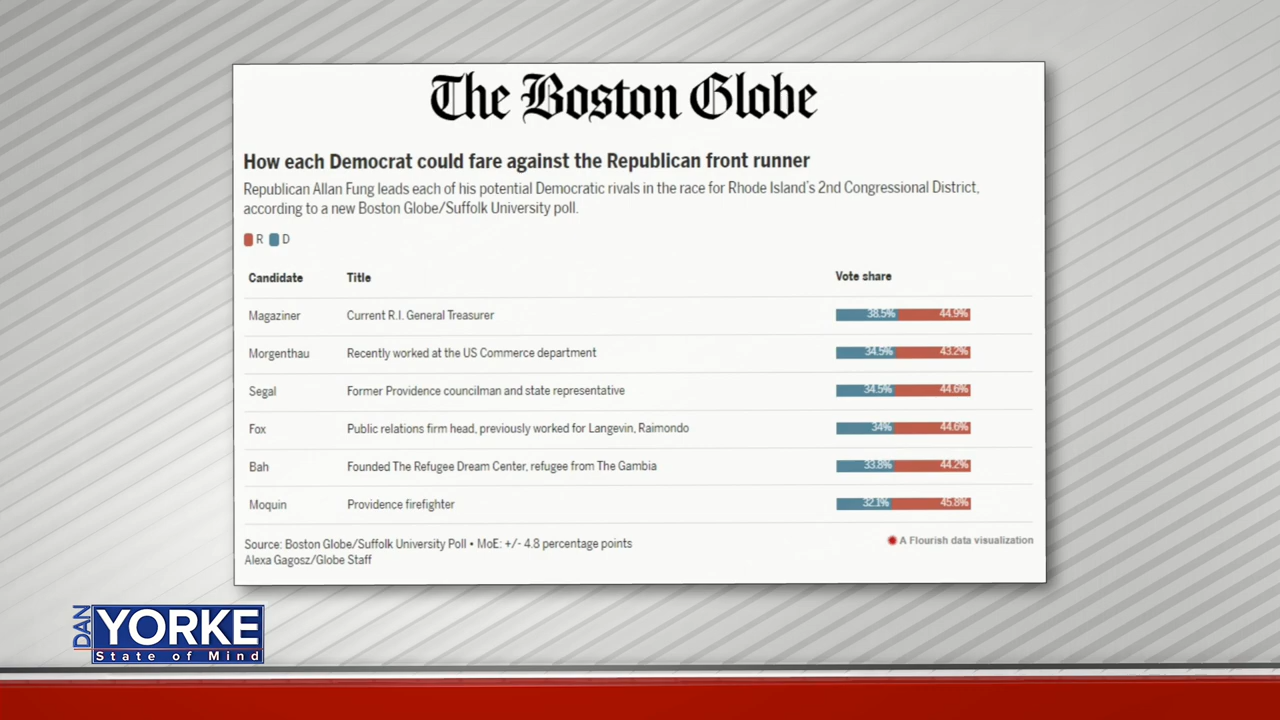 The Boston Globe
How each Democrat could fare against the Republican front runner
Republican Allan Fung leads each of his potential Democratic rivals in the race for Rhode Island's 2nd Congressional District,
according to a new Boston Globe/Suffolk University poll.
R D
Candidate Title Vote share
Magaziner Current R.I. General Treasurer 38.5% 44.9%
Morgenthau Recently worked at the US Commerce department 34.5% 43.2%
Segal Former Providence councilman and state representative 34.5% 44.6%
Fox Public relations firm head, previously worked for Langevin, Raimondo 34% 44.6%
Bah Founded The Refugee Dream Center, refugee from The Gambia 33.8% 44.2%
Moquin Providence firefighter 32.1% 45.8%
Source: Boston Globe/Suffolk University Poll • MoE: +/- 4.8 percentage points
Alexa Gagosz/Globe Staff
A Flourish data visualization
DAN
YORKE
State of Mind